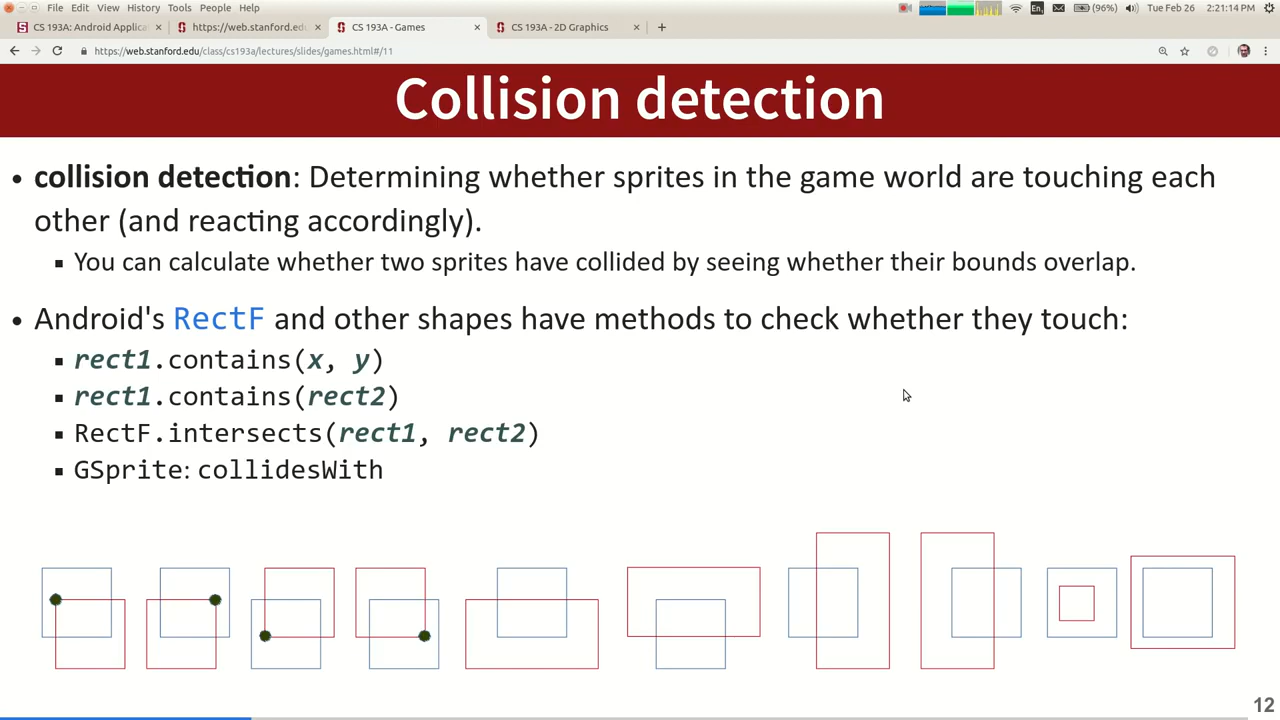 File Edit View History Tools People Help
En, (96%) Tue Feb 26 2:21:14 PM
CS 193A: Android Applica
https://web.stanford.ed
CS 193A - Games
CS 193A - 2D Graphics
https://web.stanford.edu/class/cs193a/lectures/slides/games.html#/11
Collision detection
• collision detection: Determining whether sprites in the game world are touching each
other (and reacting accordingly).
▪ You can calculate whether two sprites have collided by seeing whether their bounds overlap.
• Android's RectF and other shapes have methods to check whether they touch:
▪ rect1.contains(x, y)
▪ rect1.contains(rect2)
▪ RectF.intersects(rect1, rect2)
▪ GSprite: collidesWith
12